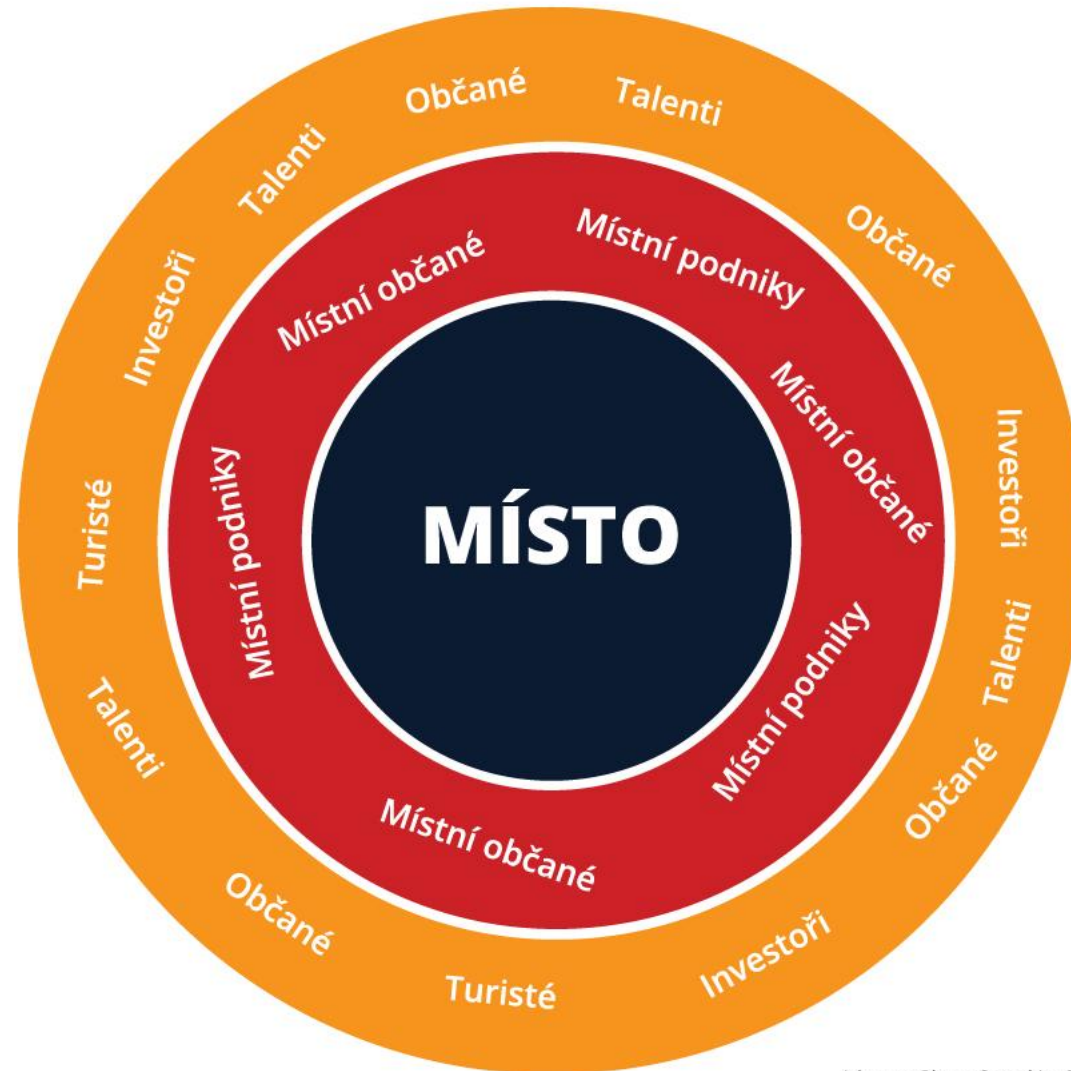 Občané
Talenti
Občané
Investoři
Talenti
Občané
Investoři
Turisté
Občané
Talenti
Turisté
Investoři
Talenti
Místní občané
Místní podniky
Místní občané
Místní podniky
Místní občané
Místní podniky
MÍSTO